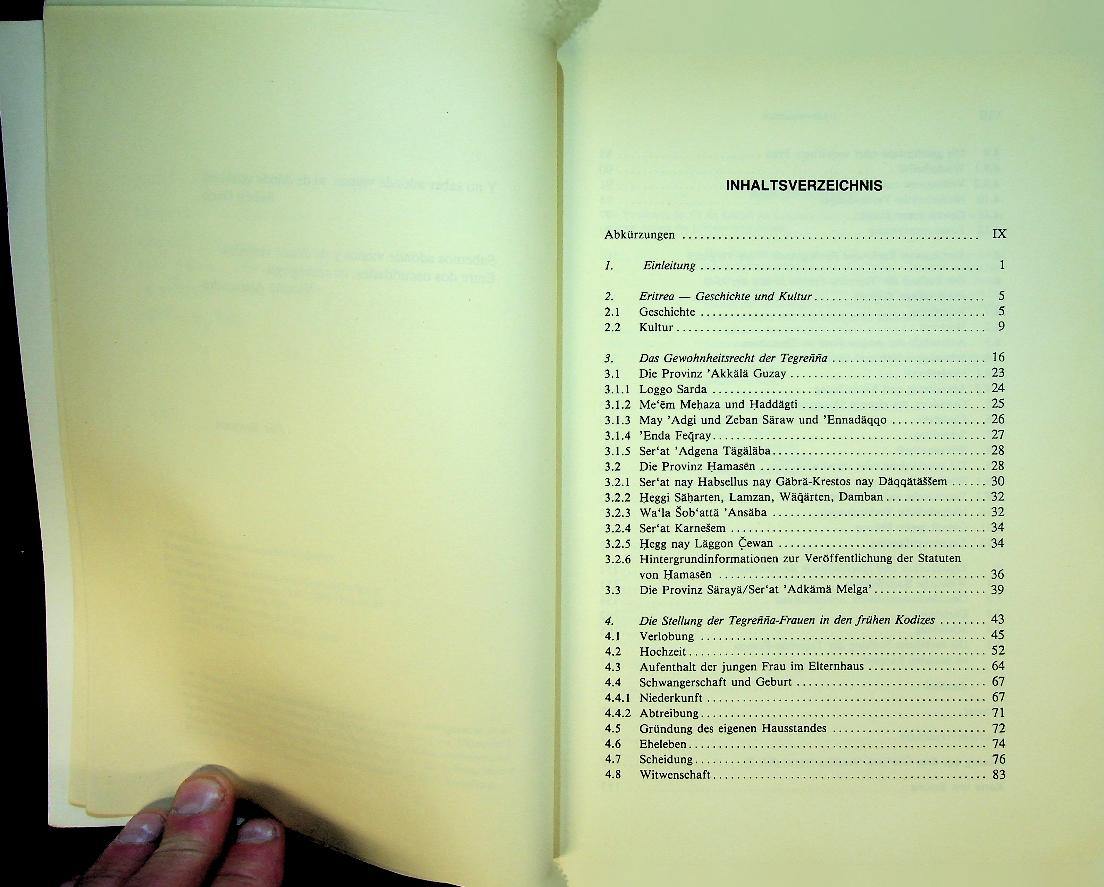 INHALTSVERZEICHNIS
Abkürzungen ............................................ IX
1. Einleitung .......................................... 1
2. Eritrea — Geschichte und Kultur .......................... 5
2.1 Geschichte ........................................... 5
2.2 Kultur .............................................. 9
3. Das Gewohnheitsrecht der Tegreñña ........................ 16
3.1 Die Provinz 'Akkälä Guzay .............................. 23
3.1.1 Loggo Sarda ......................................... 24
3.1.2 Me‘ēm Meḥaza und Ḥaddägti ............................ 25
3.1.3 May 'Adgi und Zeban Säraw und 'Ennadäqqo .............. 26
3.1.4 'Enda Feq̄ray ......................................... 27
3.1.5 Ser‘at 'Adgena Tägäläba ................................ 28
3.2 Die Provinz Ḥamasēn .................................. 28
3.2.1 Ser‘at nay Habsellus nay Gäbrä-Krestos nay Däqqätäššem ...... 30
3.2.2 Ḥeggi Säḥarten, Lamzan, Wäq̄ärten, Damban ............... 32
3.2.3 Wa‘la Šob‘attä 'Ansäba ................................. 32
3.2.4 Ser‘at Karnešem ....................................... 34
3.2.5 Ḥegg nay Läggon Č̣ewan ................................ 34
3.2.6 Hintergrundinformationen zur Veröffentlichung der Statuten
von Ḥamasēn ......................................... 36
3.3 Die Provinz Särayä/Ser‘at 'Adkämä Melga' ................. 39
4. Die Stellung der Tegreñña-Frauen in den frühen Kodizes ........ 43
4.1 Verlobung ........................................... 45
4.2 Hochzeit ............................................. 52
4.3 Aufenthalt der jungen Frau im Elternhaus .................. 64
4.4 Schwangerschaft und Geburt ............................. 67
4.4.1 Niederkunft .......................................... 67
4.4.2 Abtreibung ........................................... 71
4.5 Gründung des eigenen Hausstandes ....................... 72
4.6 Eheleben ............................................. 74
4.7 Scheidung ............................................ 76
4.8 Witwenschaft ......................................... 83